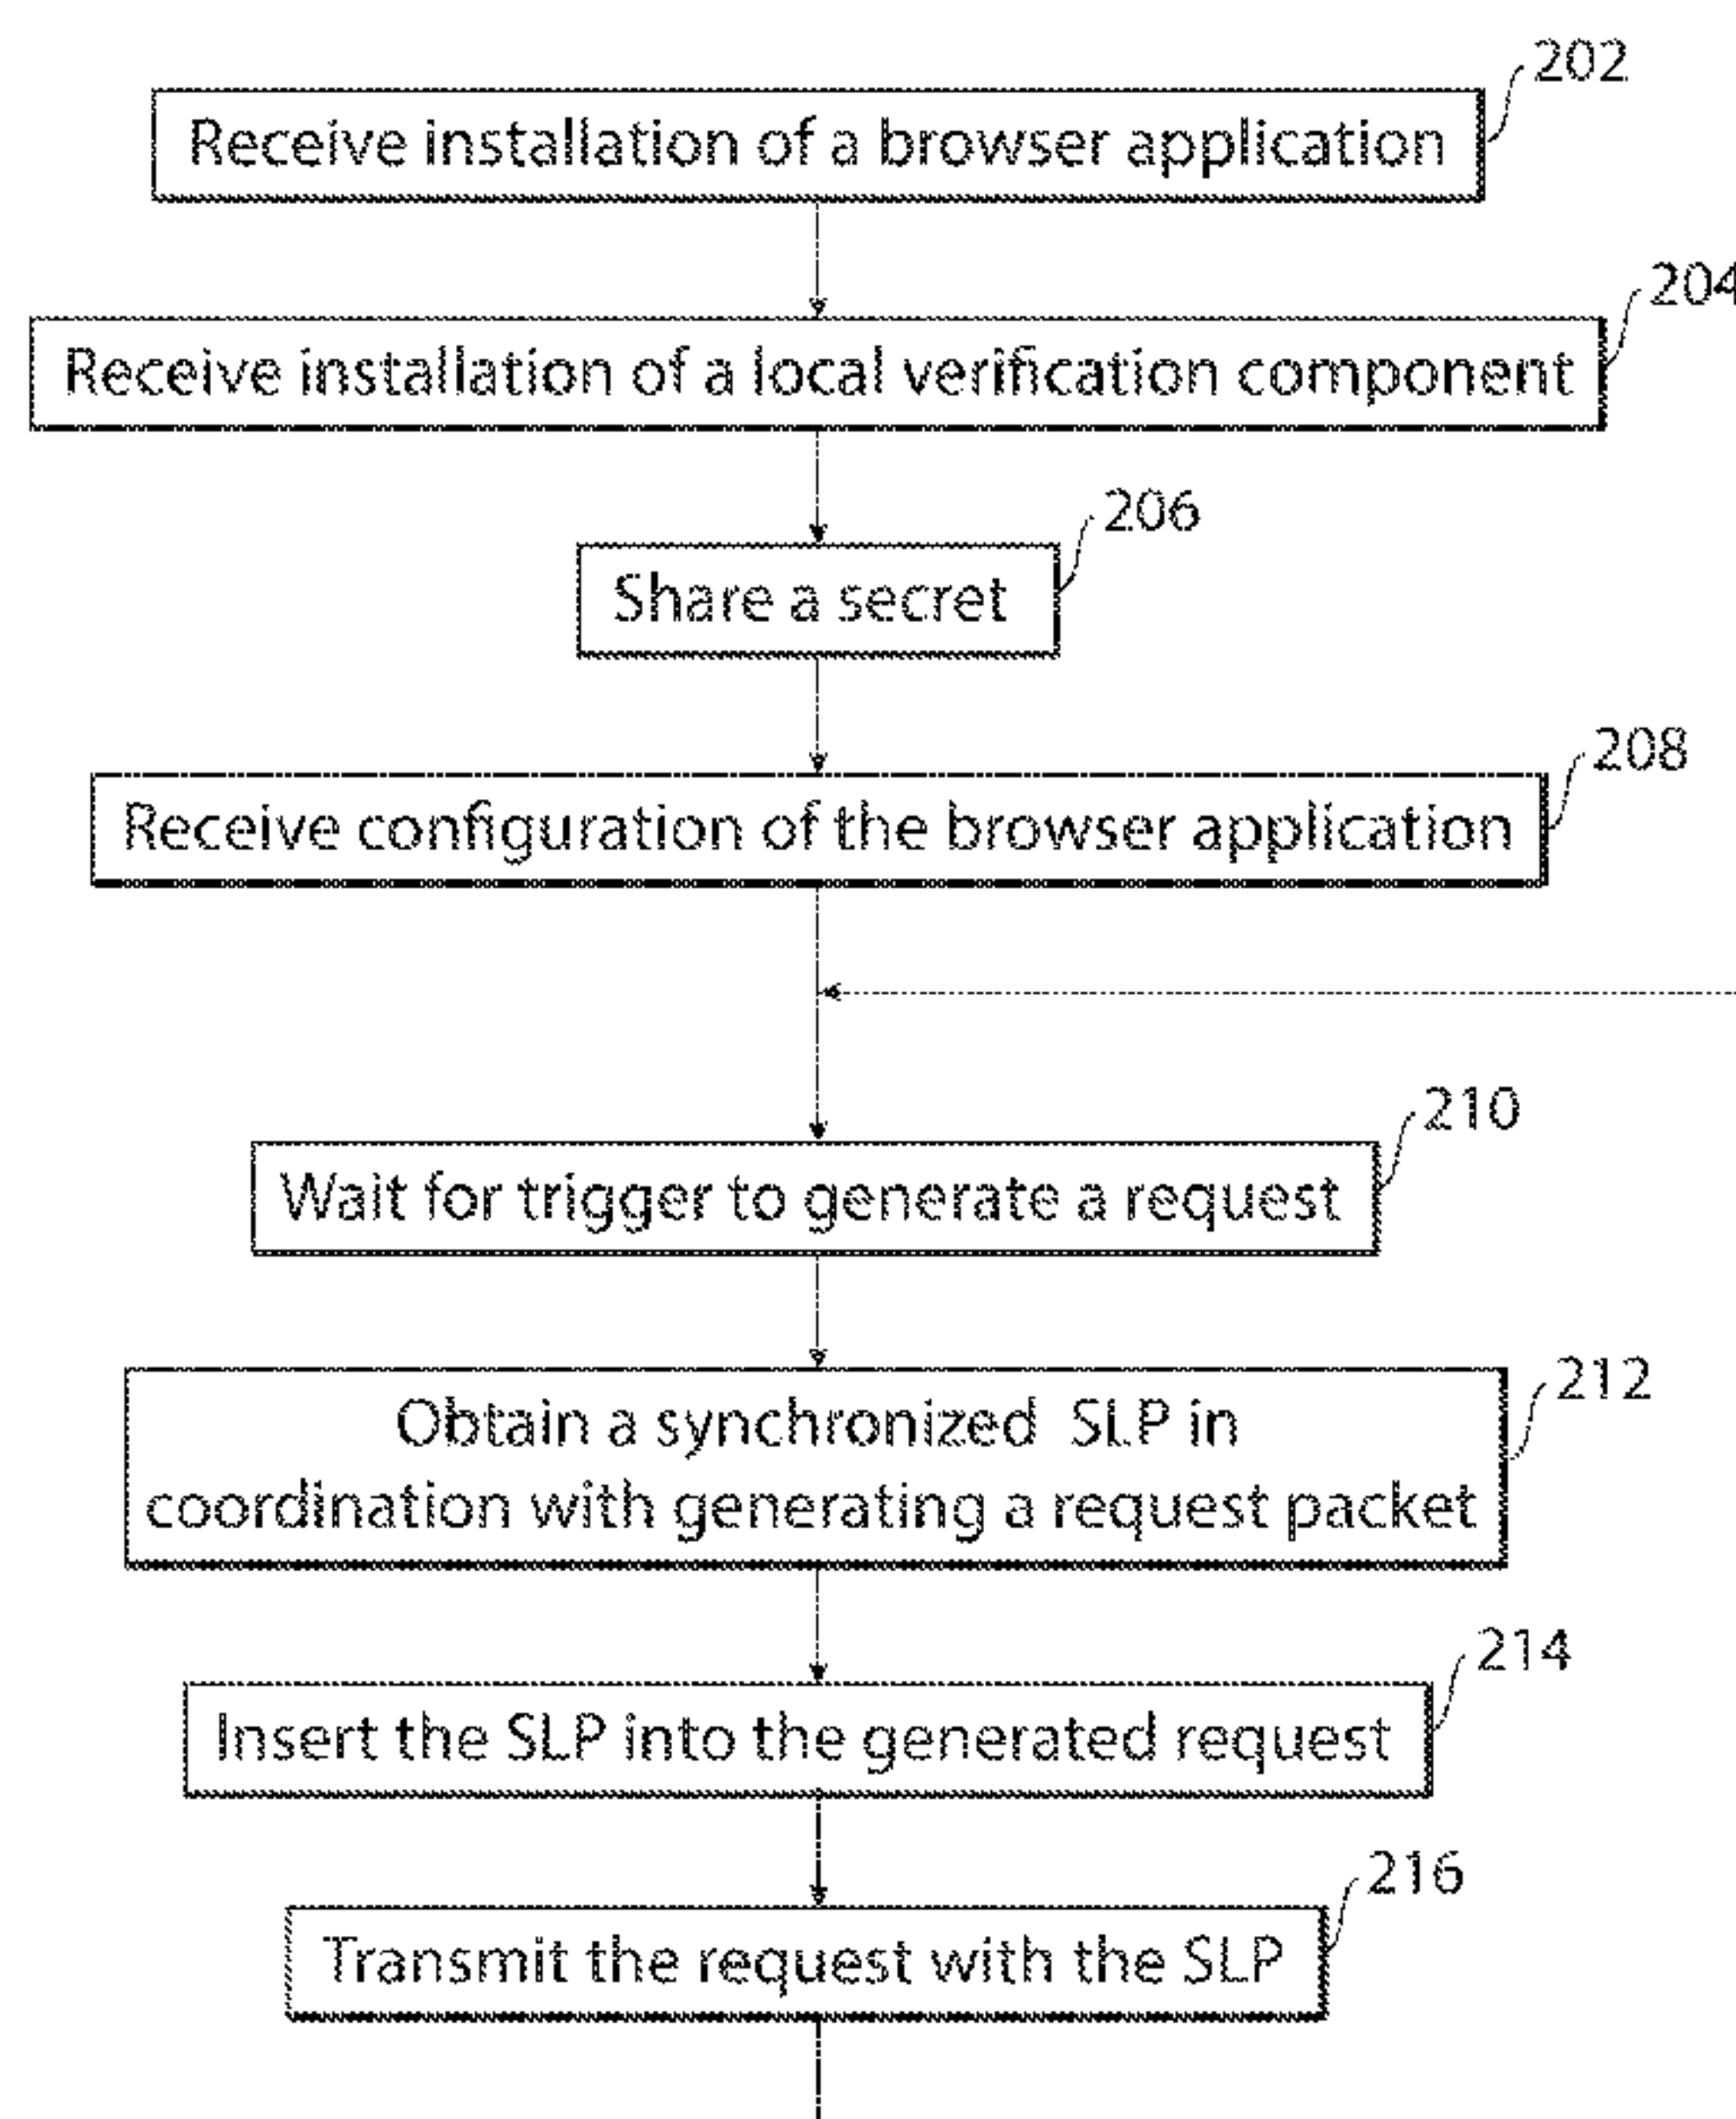 202
Receive installation of a browser application
204
Receive installation of a local verification component
206
Share a secret
208
Receive configuration of the browser application
210
Wait for trigger to generate a request
212
Obtain a synchronized SLP in
coordination with generating a request packet
214
Insert the SLP into the generated request
216
Transmit the request with the SLP